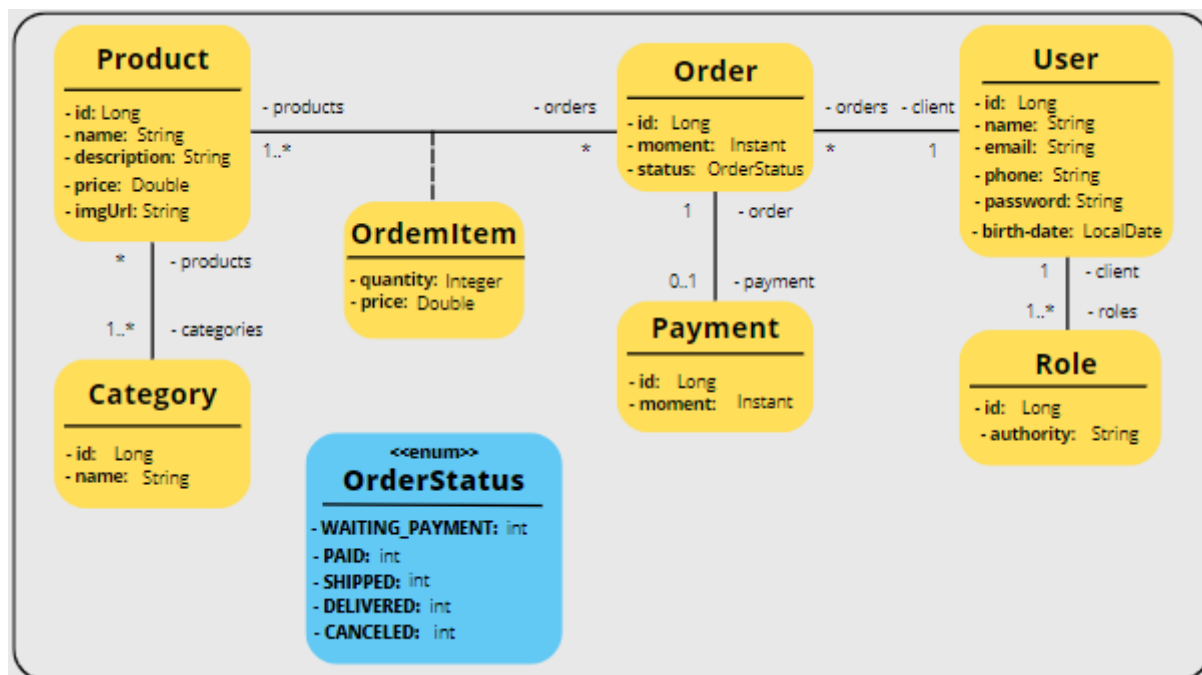 Product
- id: Long
- name: String
- description: String
- price: Double
- imgUrl: String
- products
1..*
- orders
*
Order
- id: Long
- moment: Instant
- status: OrderStatus
- orders
*
- client
1
User
- id: Long
- name: String
- email: String
- phone: String
- password: String
- birth-date: LocalDate
OrdemItem
- quantity: Integer
- price: Double
* - products
1..* - categories
1 - order
0..1 - payment
1 - client
1..* - roles
Category
- id: Long
- name: String
Payment
- id: Long
- moment: Instant
Role
- id: Long
- authority: String
<<enum>>
OrderStatus
- WAITING_PAYMENT: int
- PAID: int
- SHIPPED: int
- DELIVERED: int
- CANCELED: int